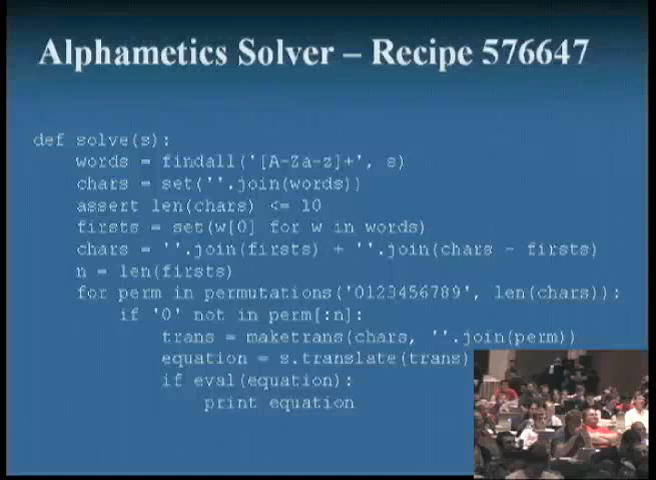 Alphametics Solver – Recipe 576647
def solve(s):
words = findall('[A-Za-z]+', s)
chars = set(''.join(words))
assert len(chars) <= 10
firsts = set(w[0] for w in words)
chars = ''.join(firsts) + ''.join(chars - firsts)
n = len(firsts)
for perm in permutations('0123456789', len(chars)):
if '0' not in perm[:n]:
trans = maketrans(chars, ''.join(perm))
equation = s.translate(trans)
if eval(equation):
print equation